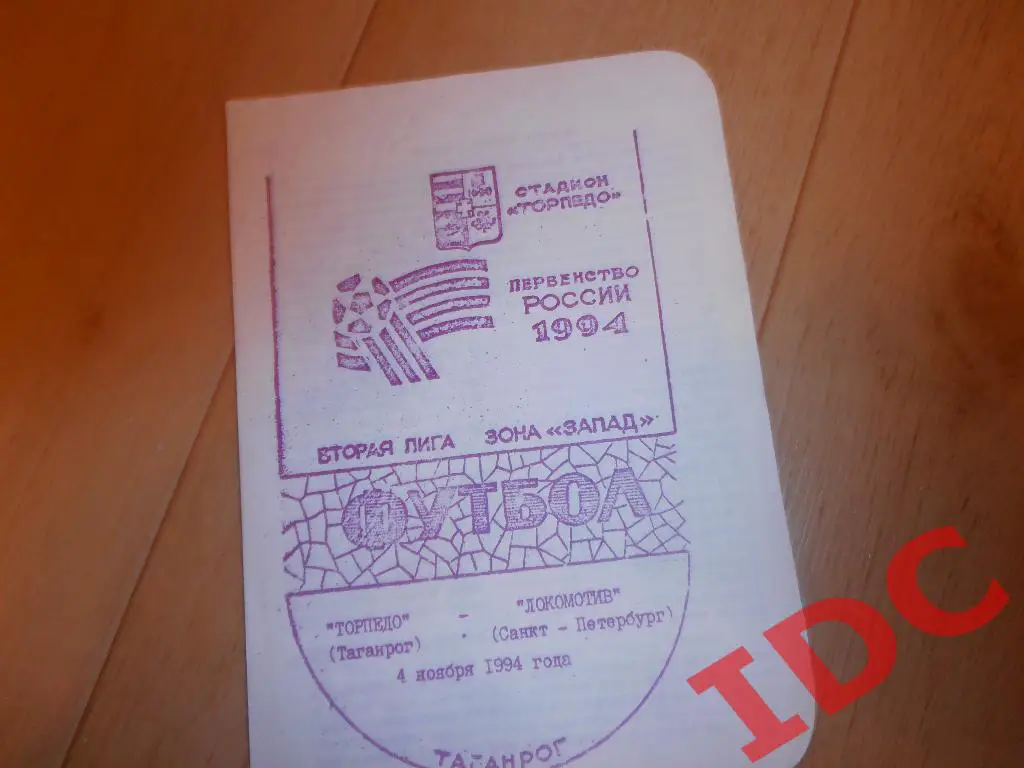 СТАДИОН
«ТОРПЕДО»
ПЕРВЕНСТВО
РОССИИ
1994
ВТОРАЯ ЛИГА ЗОНА «ЗАПАД»
ФУТБОЛ
"ТОРПЕДО" - "ЛОКОМОТИВ"
(Таганрог) (Санкт - Петербург)
4 ноября 1994 года
ТАГАНРОГ
IDC